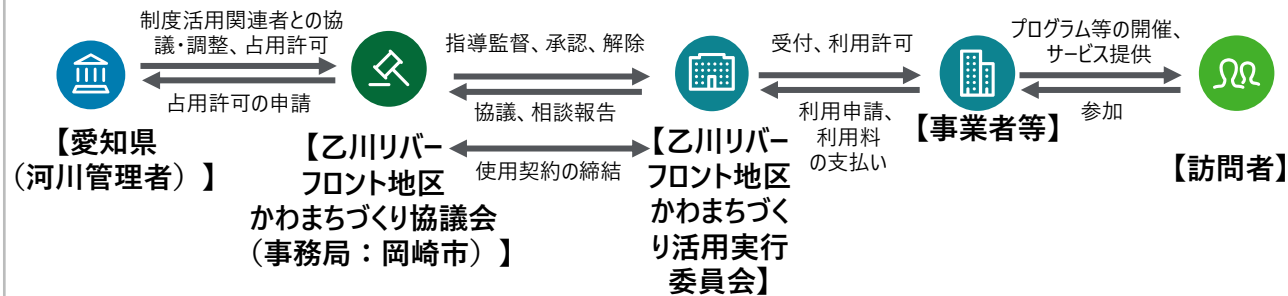 制度活用関連者との協
議・調整、占用許可
占用許可の申請
【愛知県
（河川管理者）】
指導監督、承認、解除
協議、相談報告
使用契約の締結
【乙川リバー
フロント地区
かわまちづくり協議会
（事務局：岡崎市）】
【乙川リバー
フロント地区
かわまちづく
り活用実行
委員会】
受付、利用許可
利用申請、
利用料
の支払い
【事業者等】
プログラム等の開催、
サービス提供
参加
【訪問者】